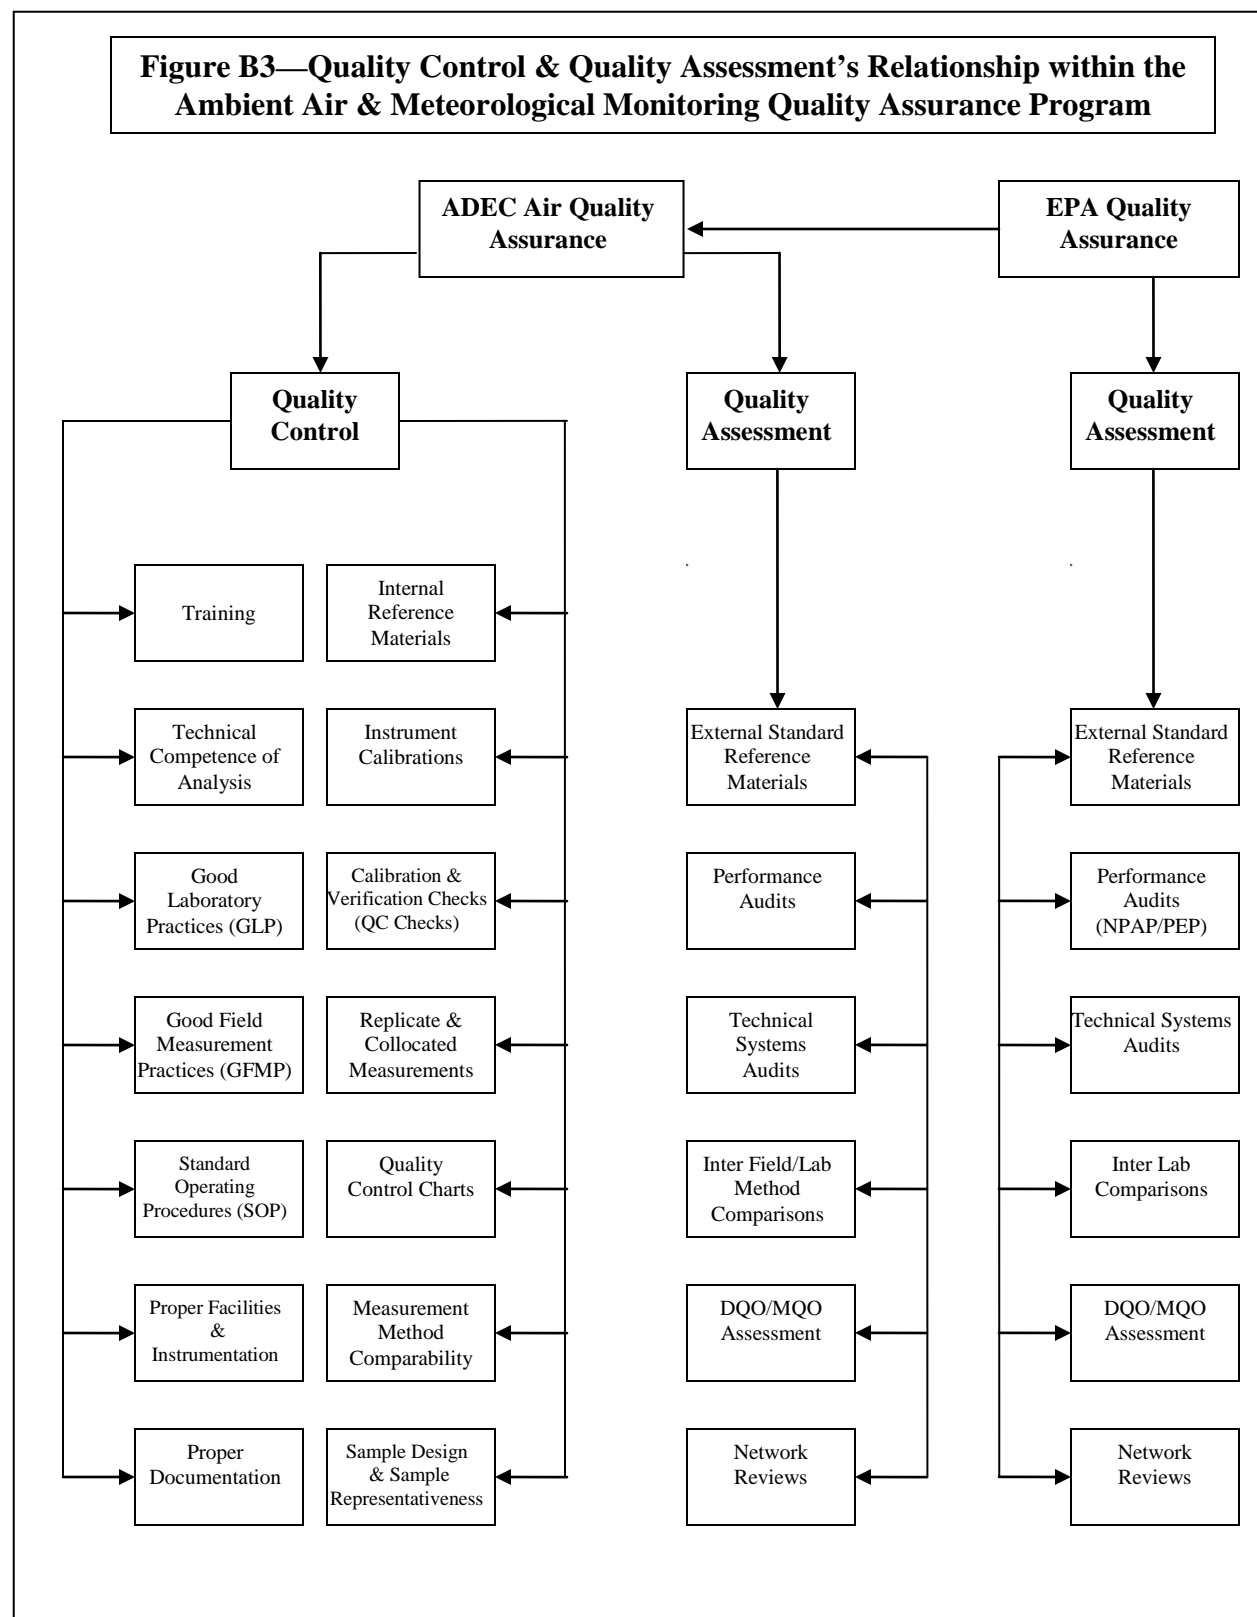 Figure B3—Quality Control & Quality Assessment’s Relationship within the
Ambient Air & Meteorological Monitoring Quality Assurance Program
ADEC Air Quality
Assurance
EPA Quality
Assurance
Quality
Control
Quality
Assessment
Quality
Assessment
Training
Internal
Reference
Materials
Technical
Competence of
Analysis
Instrument
Calibrations
External Standard
Reference
Materials
External Standard
Reference
Materials
Good
Laboratory
Practices (GLP)
Calibration &
Verification Checks
(QC Checks)
Performance
Audits
Performance
Audits
(NPAP/PEP)
Good Field
Measurement
Practices (GFMP)
Replicate &
Collocated
Measurements
Technical
Systems
Audits
Technical Systems
Audits
Standard
Operating
Procedures (SOP)
Quality
Control Charts
Inter Field/Lab
Method
Comparisons
Inter Lab
Comparisons
Proper Facilities
&
Instrumentation
Measurement
Method
Comparability
DQO/MQO
Assessment
DQO/MQO
Assessment
Proper
Documentation
Sample Design
& Sample
Representativeness
Network
Reviews
Network
Reviews